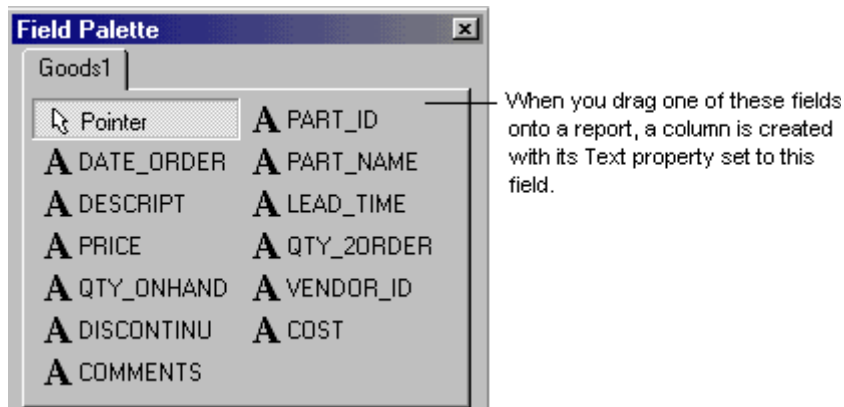 Field Palette
Goods1
Pointer
PART_ID
DATE_ORDER
PART_NAME
DESCRIPT
LEAD_TIME
PRICE
QTY_2ORDER
QTY_ONHAND
VENDOR_ID
DISCONTINU
COST
COMMENTS
When you drag one of these fields
onto a report, a column is created
with its Text property set to this
field.